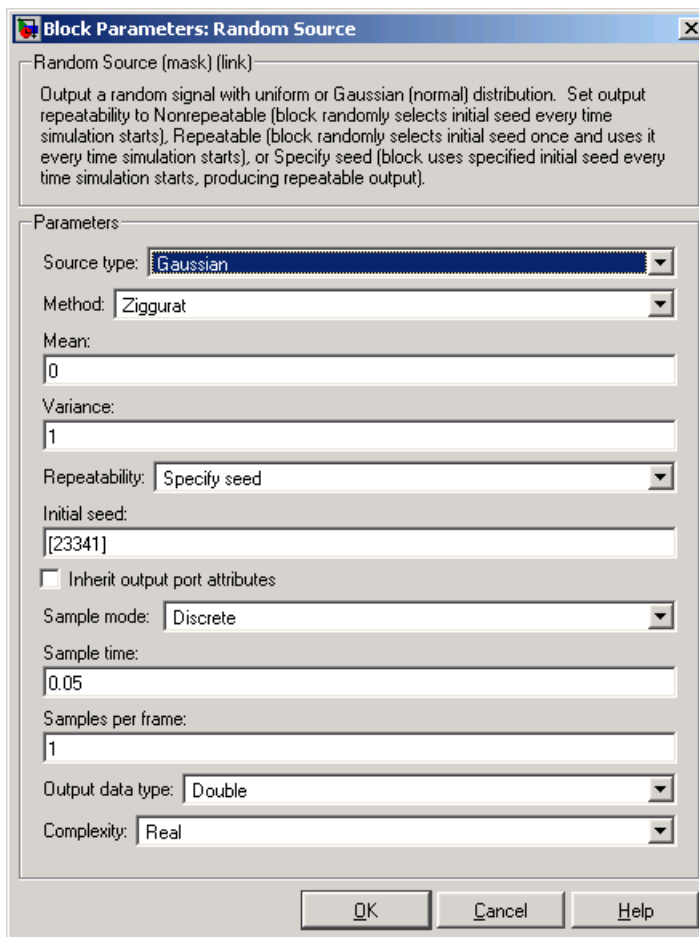 Block Parameters: Random Source
Random Source (mask) (link)
Output a random signal with uniform or Gaussian (normal) distribution.  Set output
repeatability to Nonrepeatable (block randomly selects initial seed every time
simulation starts), Repeatable (block randomly selects initial seed once and uses it
every time simulation starts), or Specify seed (block uses specified initial seed every
time simulation starts, producing repeatable output).
Parameters
Source type: Gaussian
Method: Ziggurat
Mean:
0
Variance:
1
Repeatability: Specify seed
Initial seed:
[23341]
Inherit output port attributes
Sample mode: Discrete
Sample time:
0.05
Samples per frame:
1
Output data type: Double
Complexity: Real
OK Cancel Help